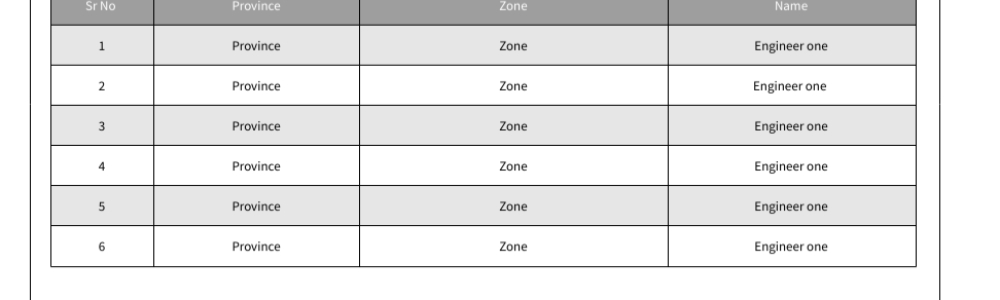 Sr No Province Zone Name
1 Province Zone Engineer one
2 Province Zone Engineer one
3 Province Zone Engineer one
4 Province Zone Engineer one
5 Province Zone Engineer one
6 Province Zone Engineer one